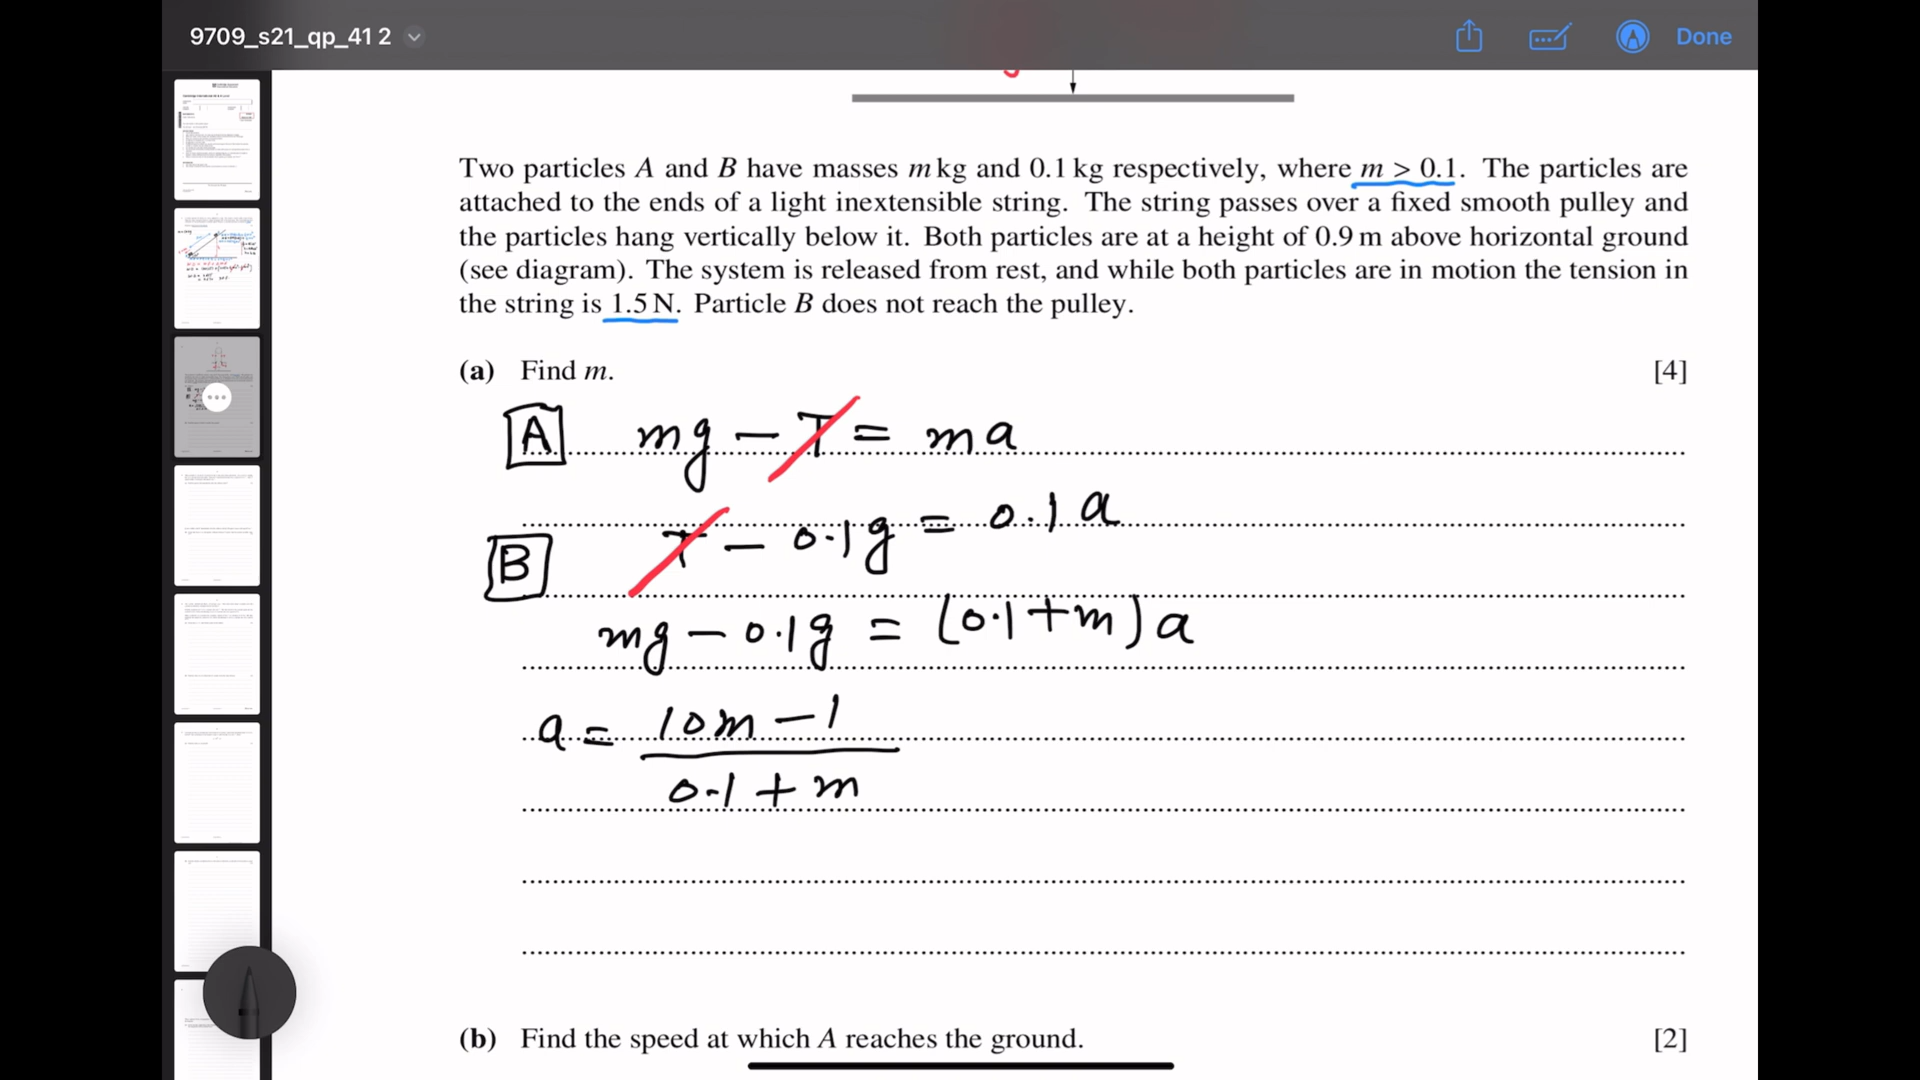 9709_s21_qp_41 2
Done
Two particles A and B have masses m kg and 0.1 kg respectively, where m > 0.1. The particles are
attached to the ends of a light inextensible string. The string passes over a fixed smooth pulley and
the particles hang vertically below it. Both particles are at a height of 0.9 m above horizontal ground
(see diagram). The system is released from rest, and while both particles are in motion the tension in
the string is 1.5 N. Particle B does not reach the pulley.
(a) Find m. [4]
A mg − T = ma
B T − 0.1g = 0.1a
mg − 0.1g = (0.1+m)a
a = 10m − 1
0.1 + m
(b) Find the speed at which A reaches the ground. [2]